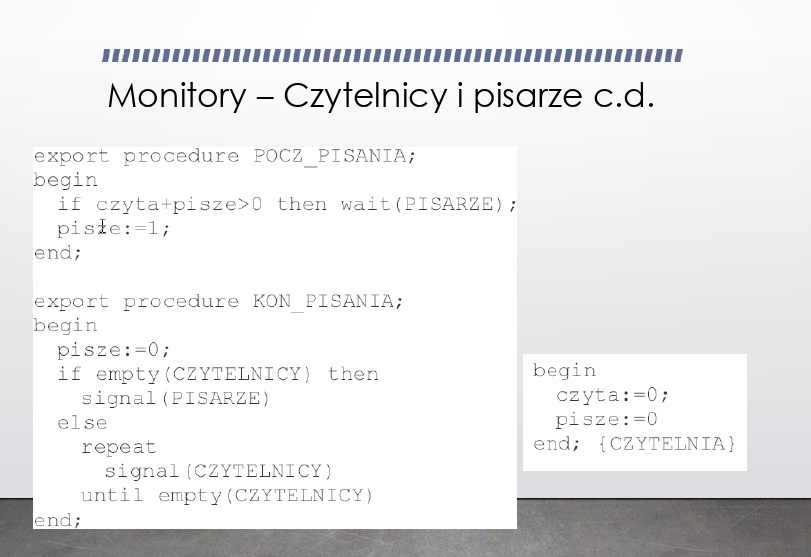 Monitory – Czytelnicy i pisarze c.d.
export procedure POCZ_PISANIA;
begin
  if czyta+pisze>0 then wait(PISARZE);
  pisze:=1;
end;
export procedure KON_PISANIA;
begin
  pisze:=0;
  if empty(CZYTELNICY) then
    signal(PISARZE)
  else
    repeat
      signal(CZYTELNICY)
    until empty(CZYTELNICY)
end;
begin
  czyta:=0;
  pisze:=0
end; {CZYTELNIA}